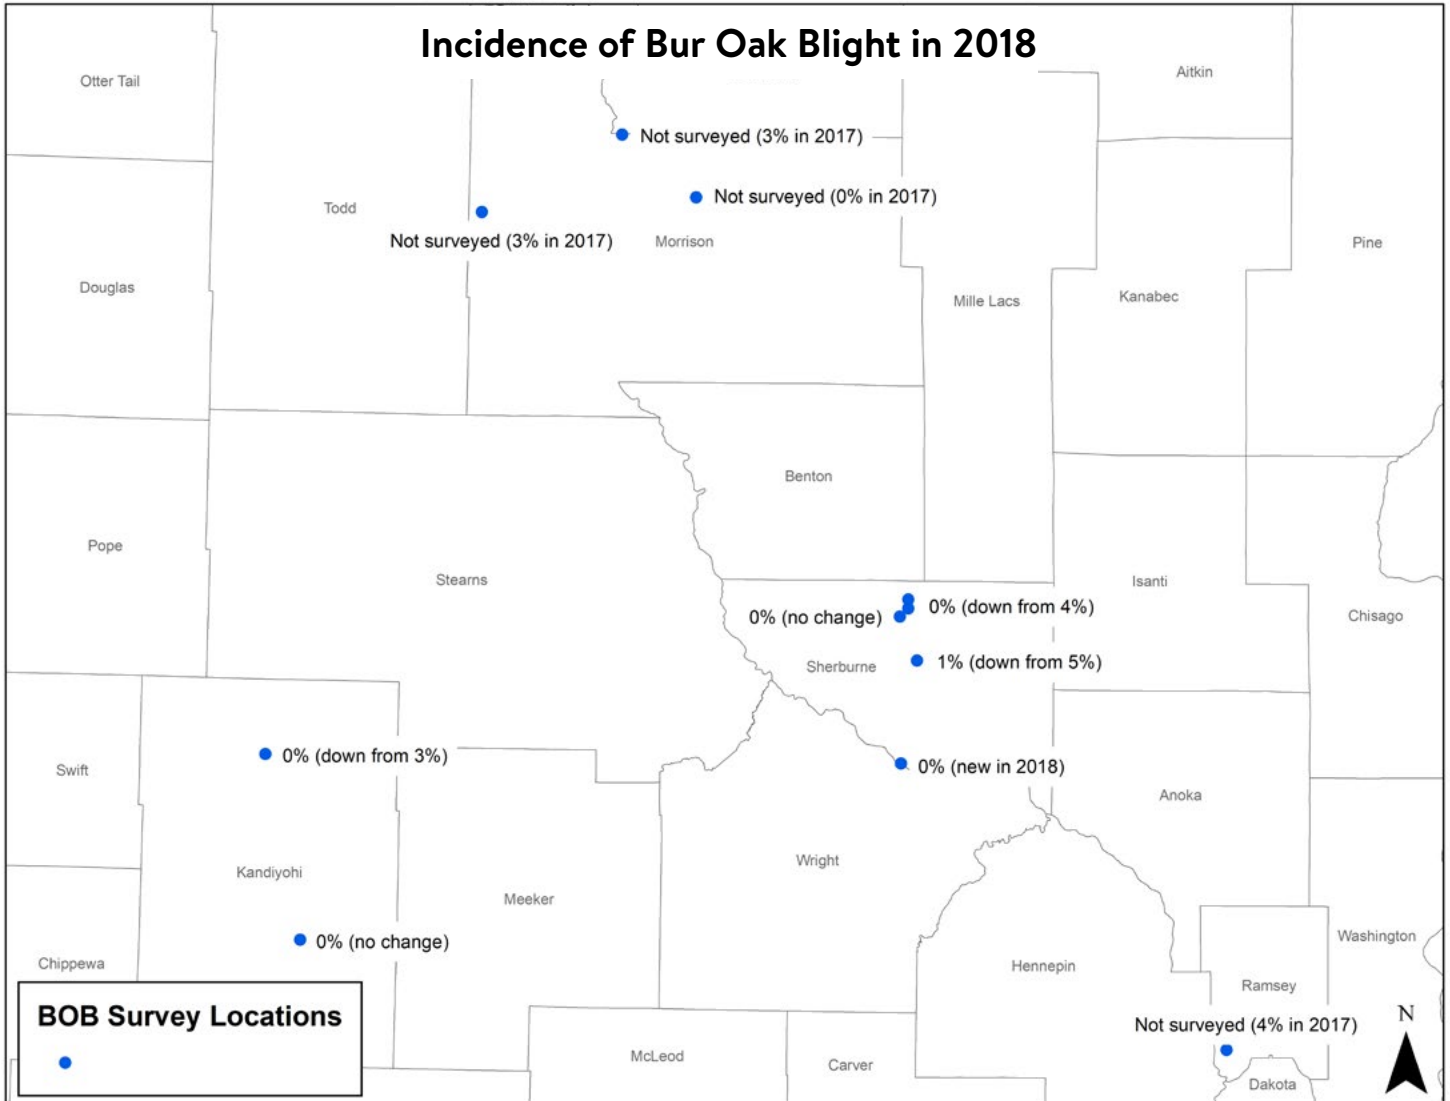 Incidence of Bur Oak Blight in 2018
Otter Tail
Aitkin
Not surveyed (3% in 2017)
Not surveyed (0% in 2017)
Todd
Not surveyed (3% in 2017)
Morrison
Pine
Douglas
Mille Lacs
Kanabec
Benton
Pope
Stearns
Isanti
0% (down from 4%)
0% (no change)
Chisago
Sherburne
1% (down from 5%)
0% (down from 3%)
Swift
0% (new in 2018)
Anoka
Wright
Kandiyohi
Meeker
Washington
0% (no change)
Chippewa
Hennepin
Ramsey
N
BOB Survey Locations
Not surveyed (4% in 2017)
McLeod
Carver
Dakota